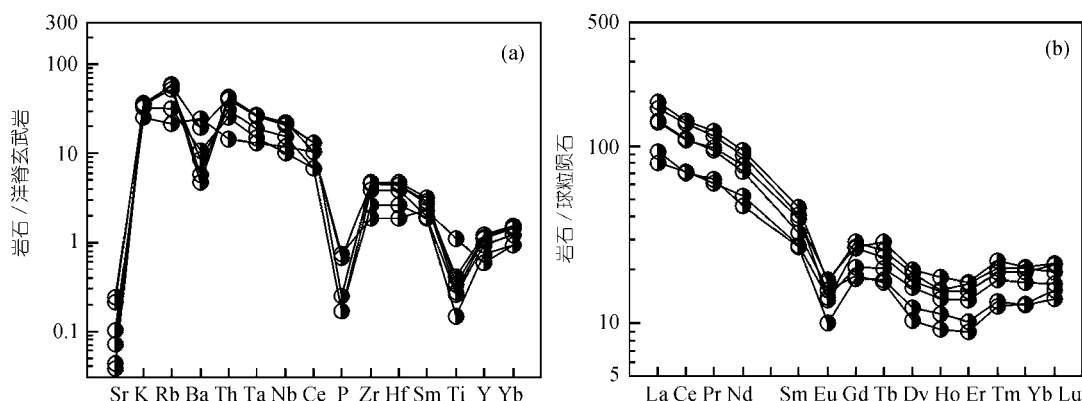 300
100
10
1
0.1
岩石 / 洋脊玄武岩
(a)
Sr K Rb Ba Th Ta Nb Ce P Zr Hf Sm Ti Y Yb
500
100
10
5
岩石 / 球粒陨石
(b)
La Ce Pr Nd Sm Eu Gd Tb Dy Ho Er Tm Yb Lu